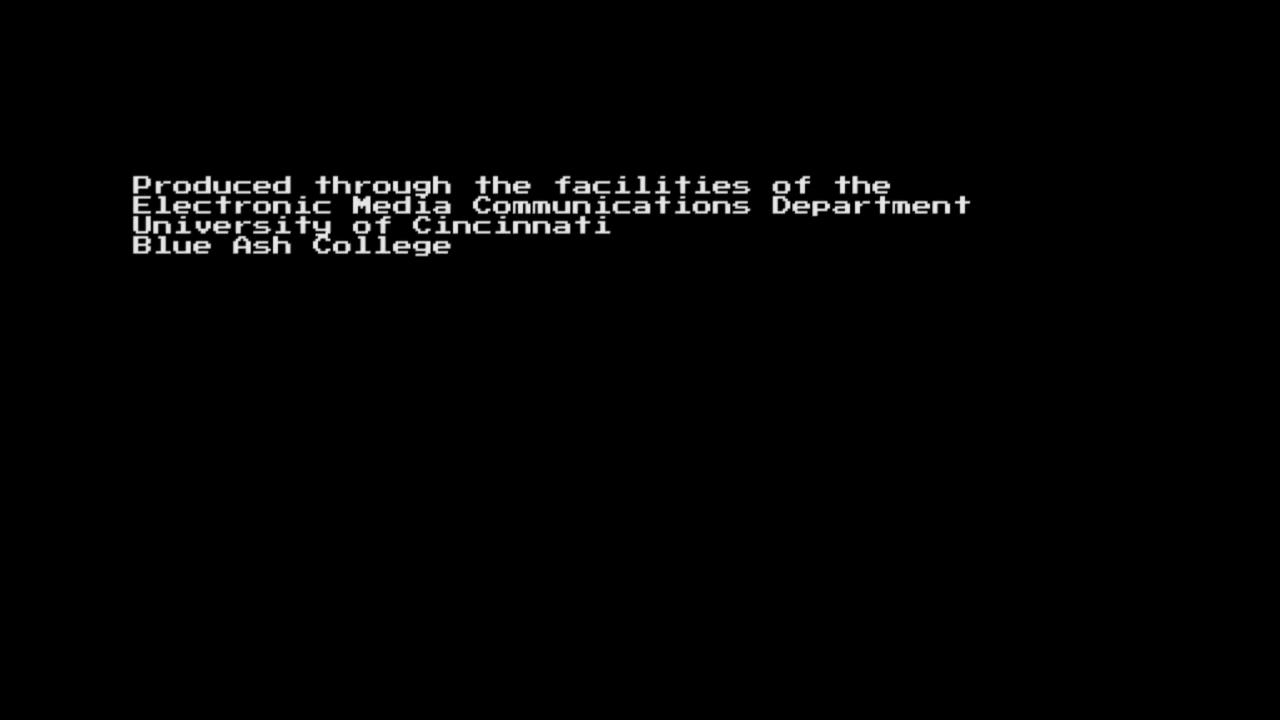 Produced through the facilities of the
Electronic Media Communications Department
University of Cincinnati
Blue Ash College